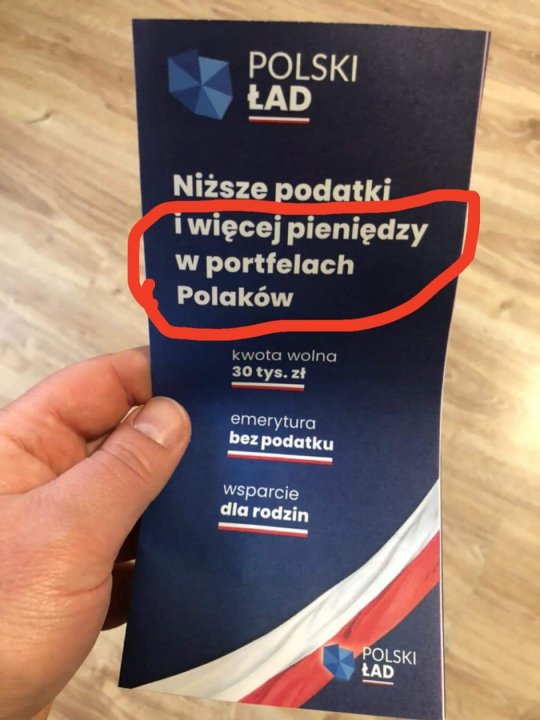 POLSKI
ŁAD
Niższe podatki
i więcej pieniędzy
w portfelach
Polaków
kwota wolna
30 tys. zł
emerytura
bez podatku
wsparcie
dla rodzin
POLSKI
ŁAD